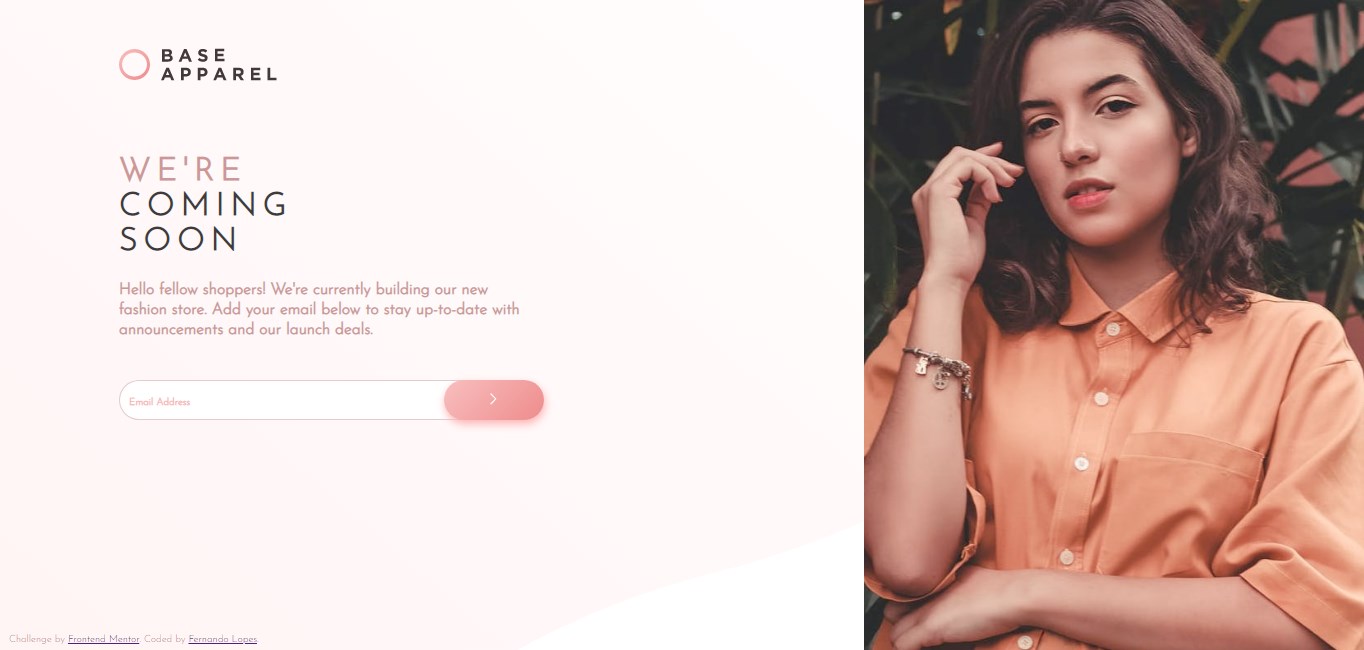 BASE
APPAREL
WE'RE
COMING
SOON
Hello fellow shoppers! We're currently building our new
fashion store. Add your email below to stay up-to-date with
announcements and our launch deals.
Email Address
Challenge by Frontend Mentor. Coded by Fernando Lopes.